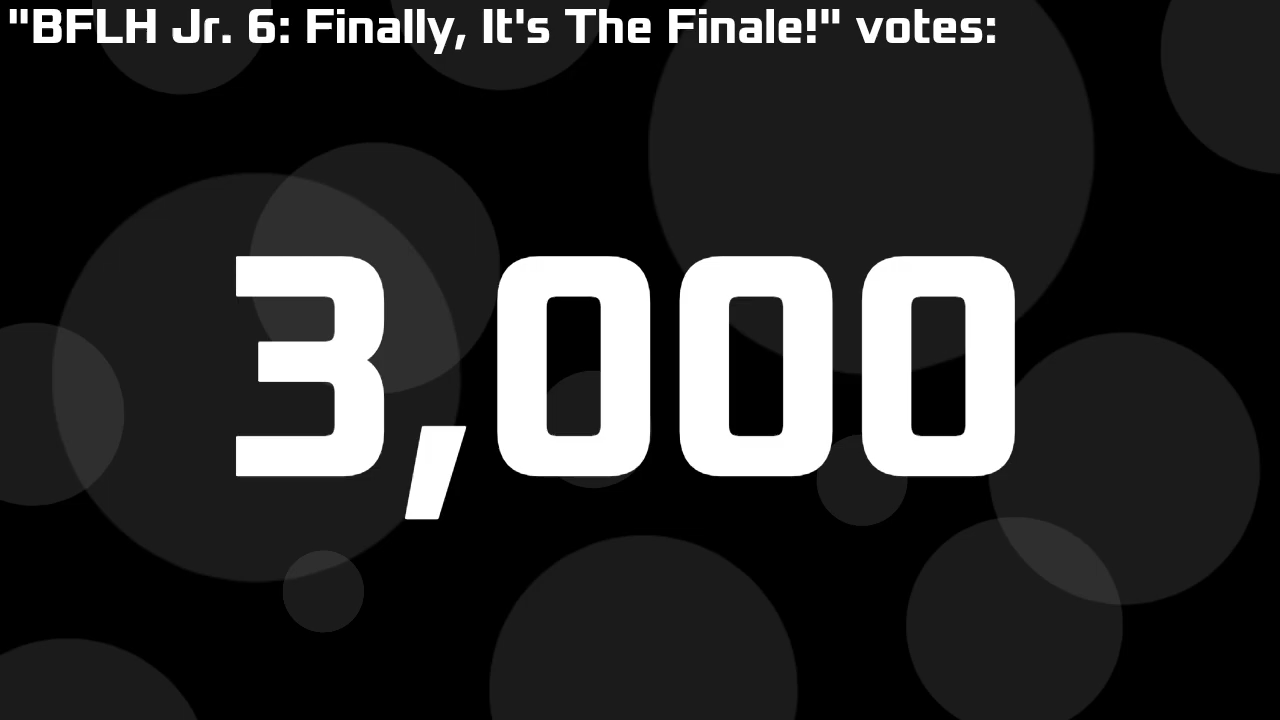 "BFLH Jr. 6: Finally, It's The Finale!" votes:
3,000